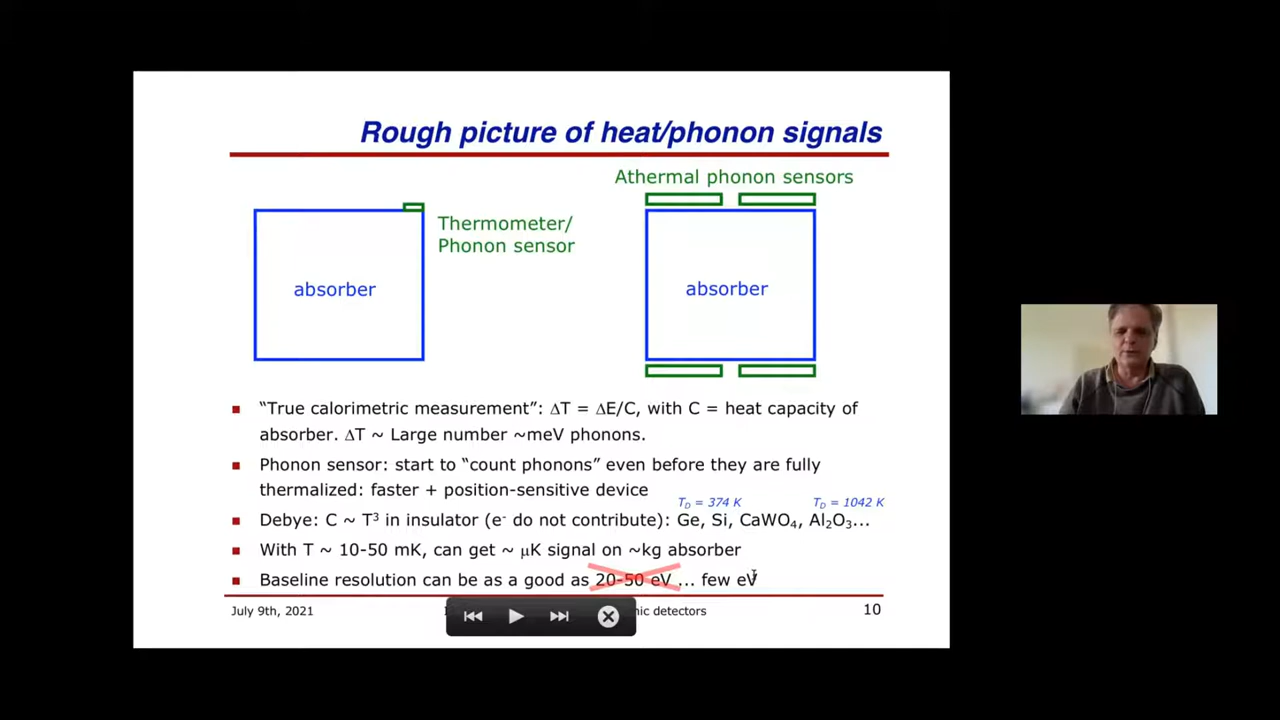 Rough picture of heat/phonon signals
Athermal phonon sensors
Thermometer/
Phonon sensor
absorber
absorber
“True calorimetric measurement”: ΔT = ΔE/C, with C = heat capacity of
absorber. ΔT ~ Large number ~meV phonons.
Phonon sensor: start to “count phonons” even before they are fully
thermalized: faster + position-sensitive device
T_D = 374 K T_D = 1042 K
Debye: C ~ T³ in insulator (e⁻ do not contribute): Ge, Si, CaWO₄, Al₂O₃...
With T ~ 10-50 mK, can get ~ μK signal on ~kg absorber
Baseline resolution can be as a good as 20-50 eV ... few eV
July 9th, 2021 detectors 10